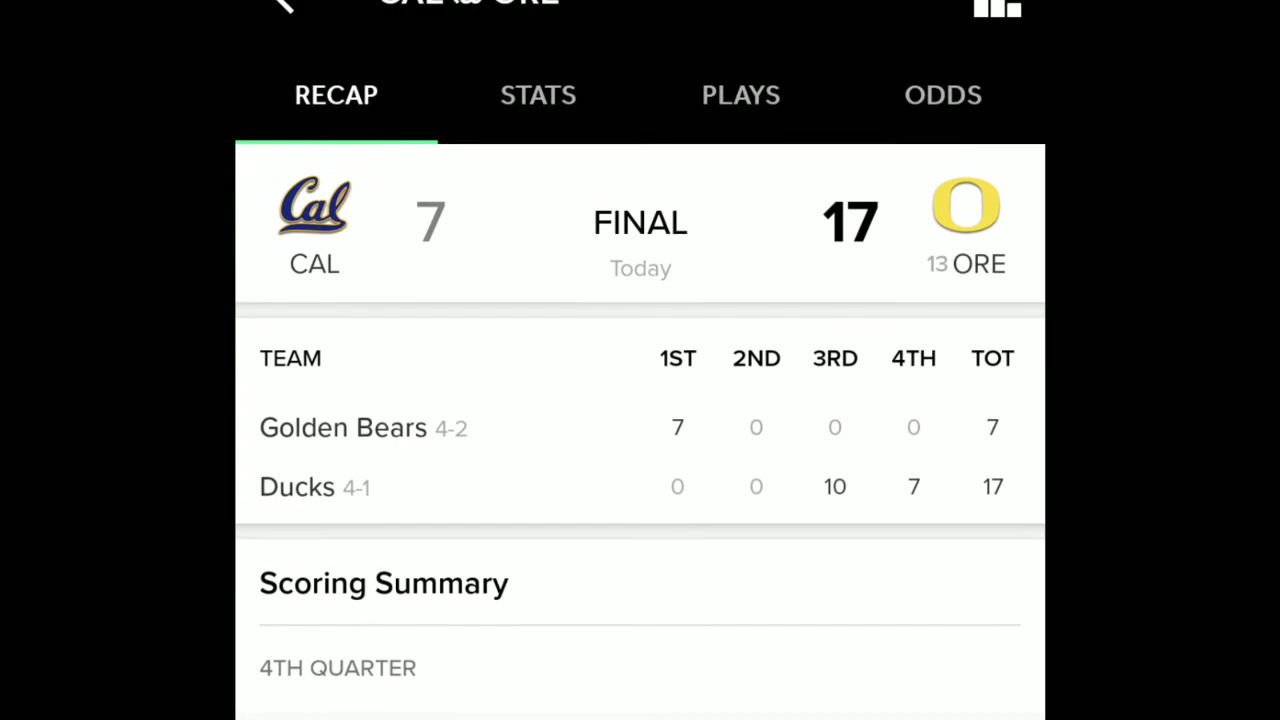 CAL @ ORE
RECAP STATS PLAYS ODDS
Cal 7 FINAL 17 O
CAL Today 13 ORE
TEAM 1ST 2ND 3RD 4TH TOT
Golden Bears 4-2 7 0 0 0 7
Ducks 4-1 0 0 10 7 17
Scoring Summary
4TH QUARTER